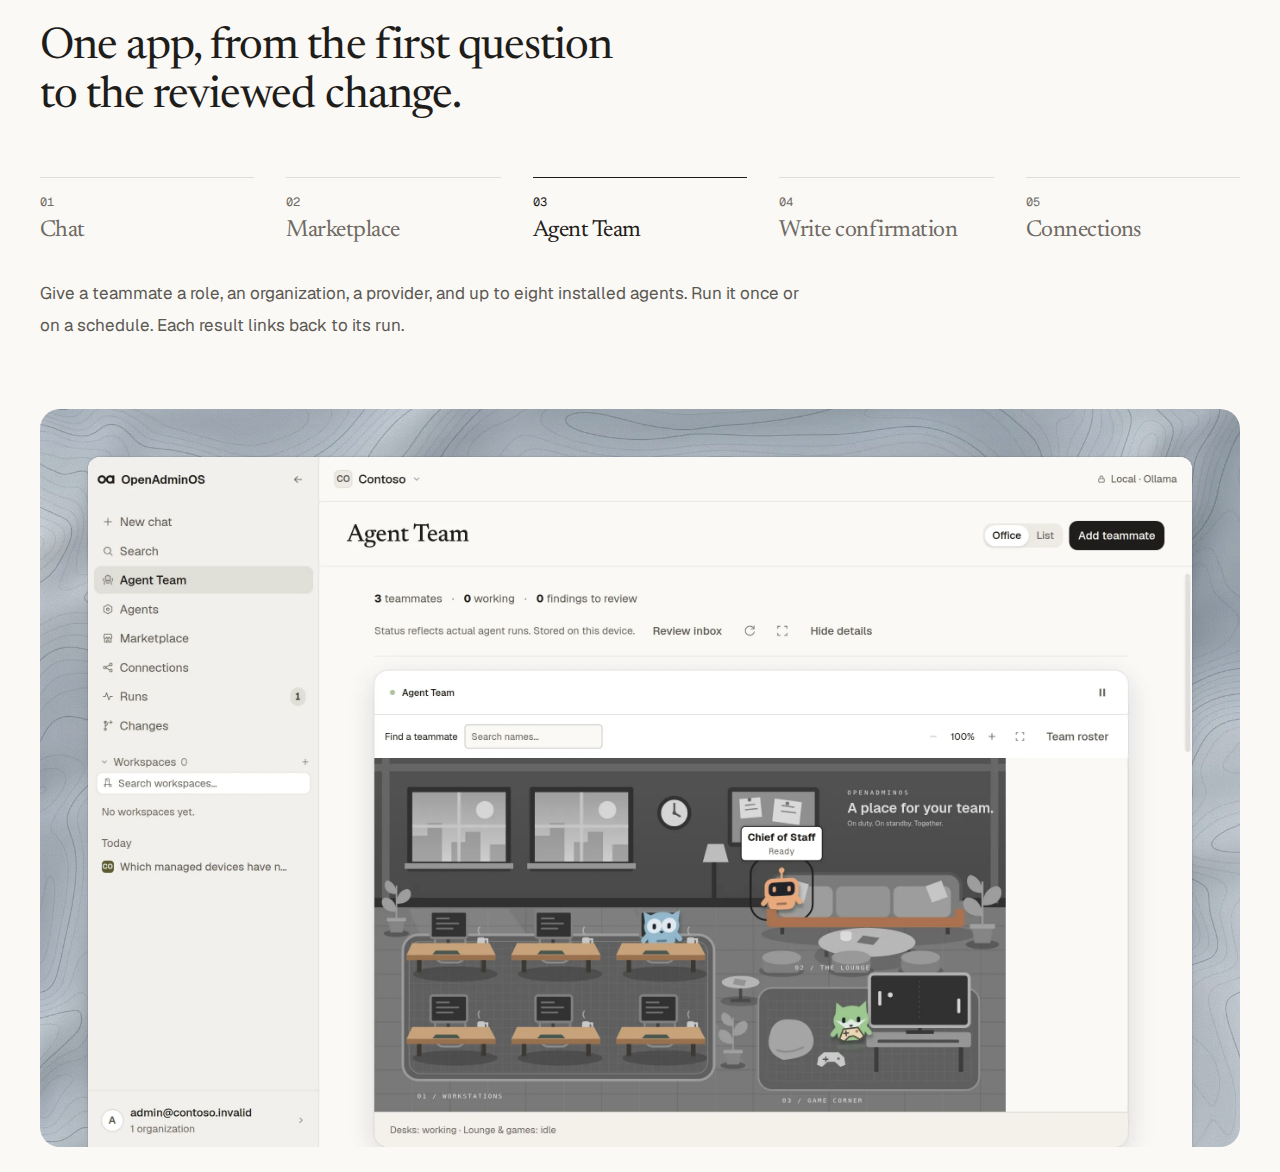 One app, from the first question
to the reviewed change.
01
Chat
02
Marketplace
03
Agent Team
04
Write confirmation
05
Connections
Give a teammate a role, an organization, a provider, and up to eight installed agents. Run it once or
on a schedule. Each result links back to its run.
oa OpenAdminOS
New chat
Search
Agent Team
Agents
Marketplace
Connections
Runs 1
Changes
Workspaces 0
Search workspaces...
No workspaces yet.
Today
CO Which managed devices have n...
A
admin@contoso.invalid
1 organization
CO Contoso
Local · Ollama
Agent Team
Office List
Add teammate
3 teammates · 0 working · 0 findings to review
Status reflects actual agent runs. Stored on this device. Review inbox Hide details
Agent Team
Find a teammate Search names... 100% Team roster
OPENADMINOS
A place for your team.
On duty. On standby. Together.
Chief of Staff
Ready
02 / THE LOUNGE
01 / WORKSTATIONS
03 / GAME CORNER
Desks: working · Lounge & games: idle